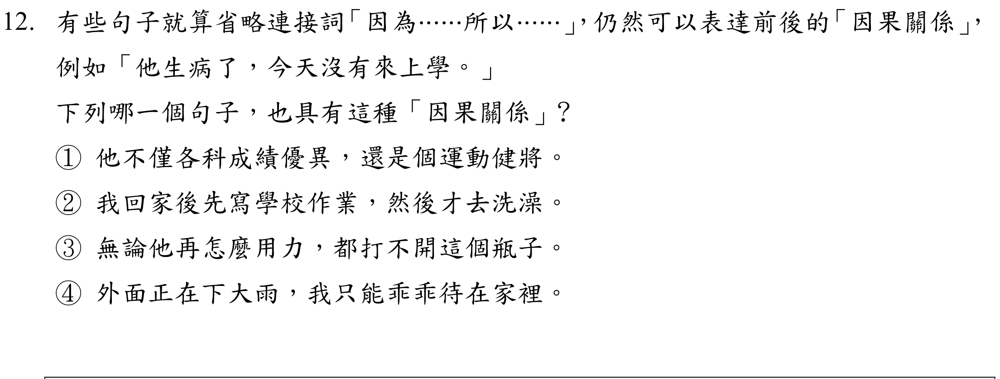 12. 有些句子就算省略連接詞「因為……所以……」，仍然可以表達前後的「因果關係」，
例如「他生病了，今天沒有來上學。」
下列哪一個句子，也具有這種「因果關係」？
① 他不僅各科成績優異，還是個運動健將。
② 我回家後先寫學校作業，然後才去洗澡。
③ 無論他再怎麼用力，都打不開這個瓶子。
④ 外面正在下大雨，我只能乖乖待在家裡。